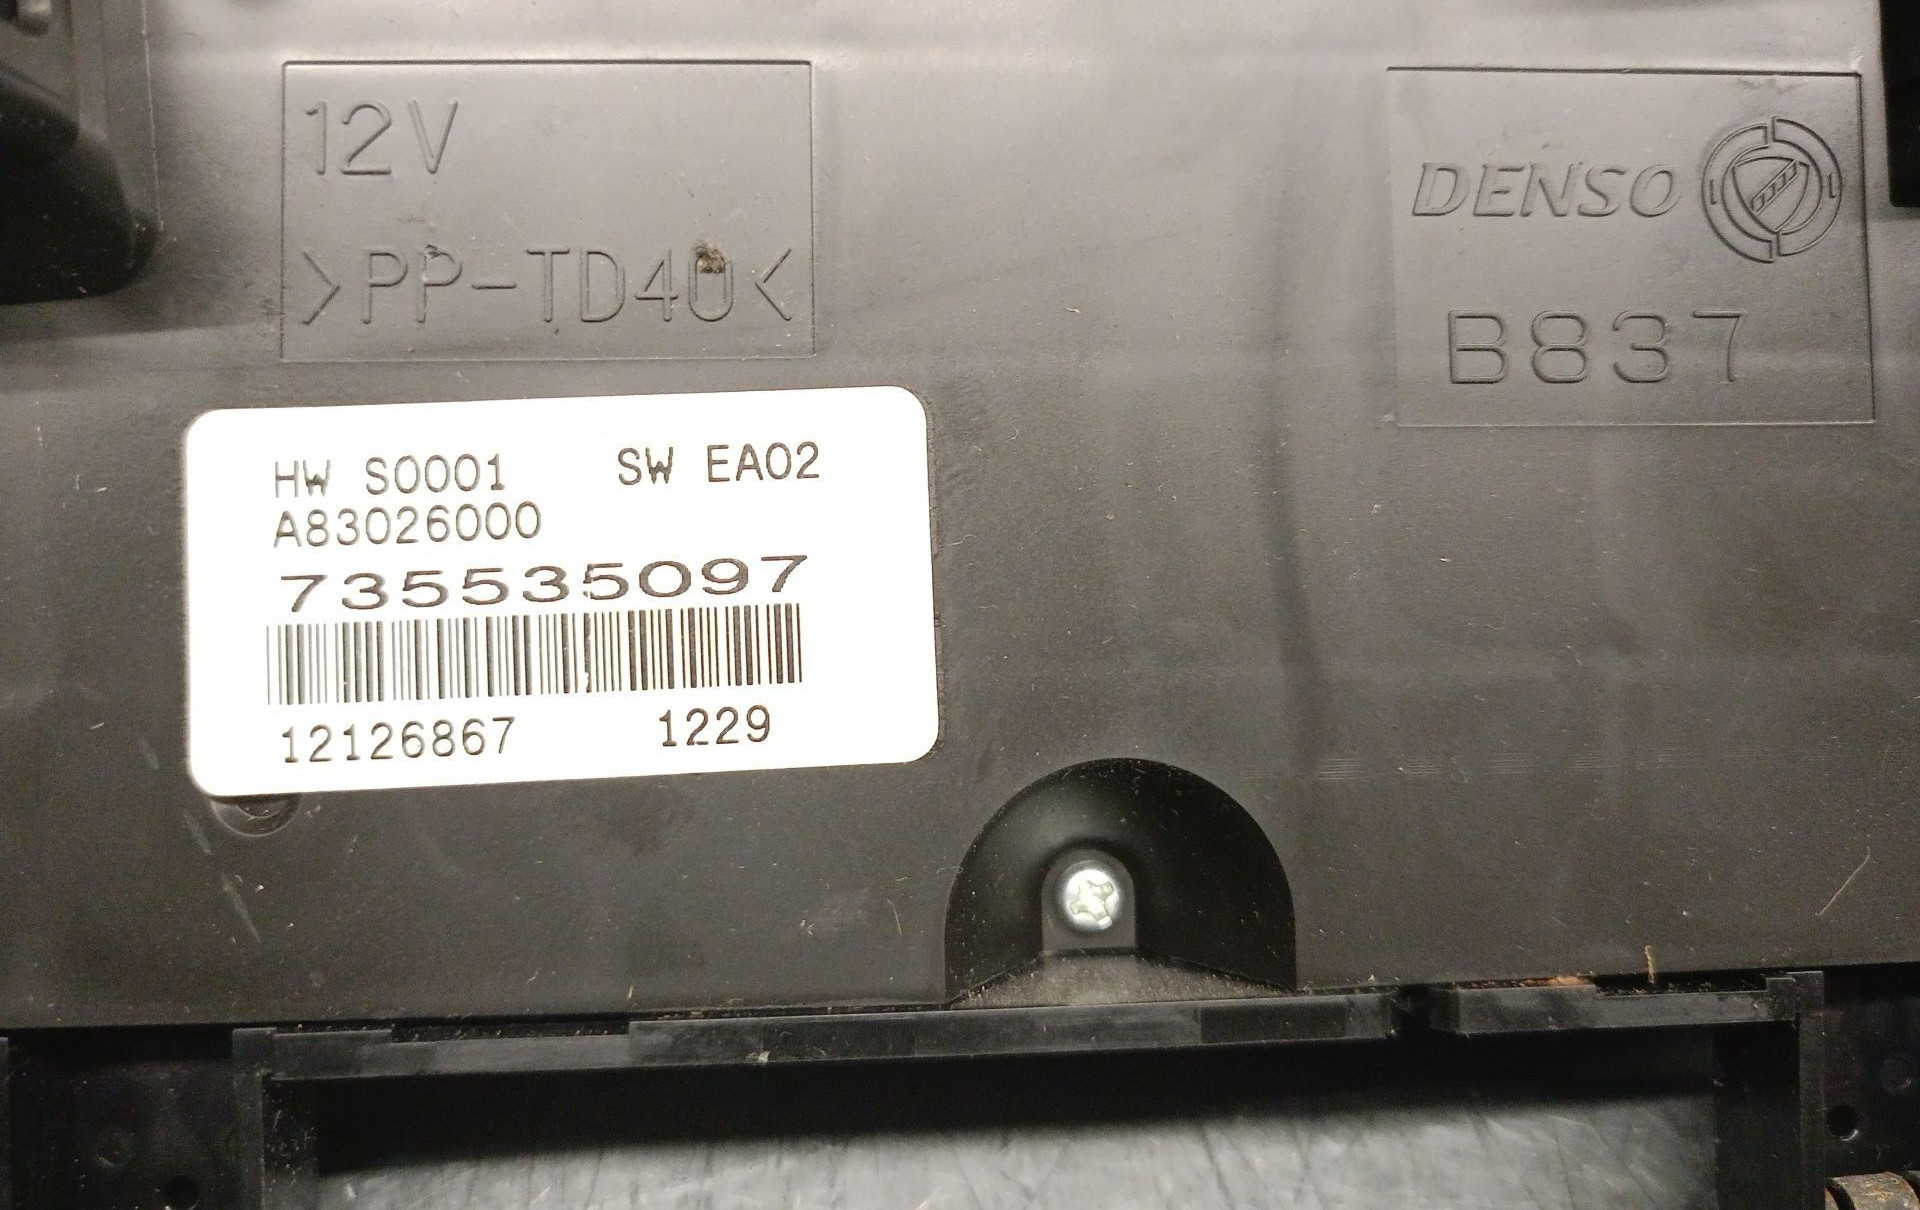 12V
>PP-TD40<
DENSO
B837
HW S0001 SW EA02
A83026000
735535097
12126867 1229